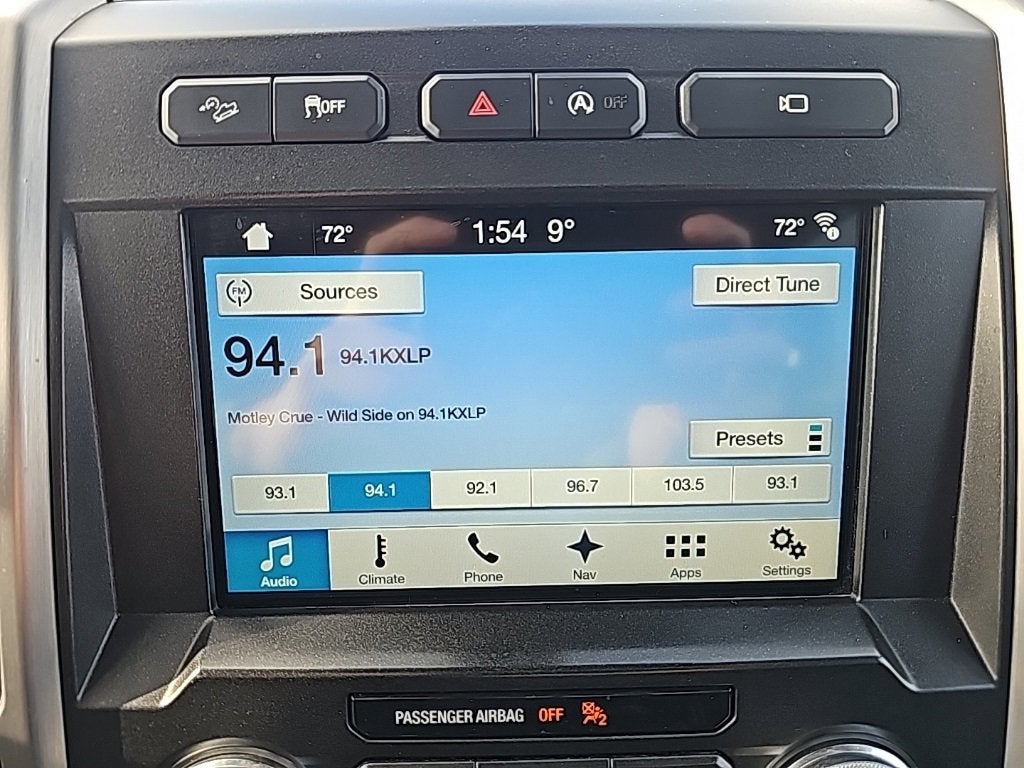 OFF
A OFF
72° 1:54 9° 72°
FM Sources
Direct Tune
94.1 94.1KXLP
Motley Crue - Wild Side on 94.1KXLP
Presets
93.1 94.1 92.1 96.7 103.5 93.1
Audio Climate Phone Nav Apps Settings
PASSENGER AIRBAG OFF 2